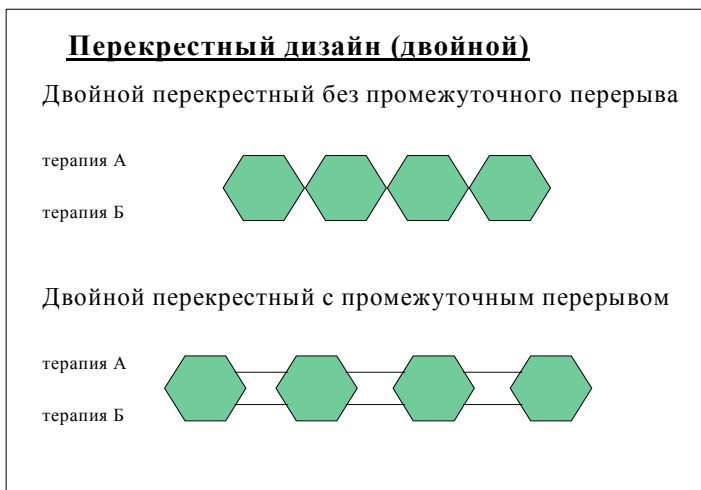 Перекрестный дизайн (двойной)
Двойной перекрестный без промежуточного перерыва
терапия А
терапия Б
Двойной перекрестный с промежуточным перерывом
терапия А
терапия Б